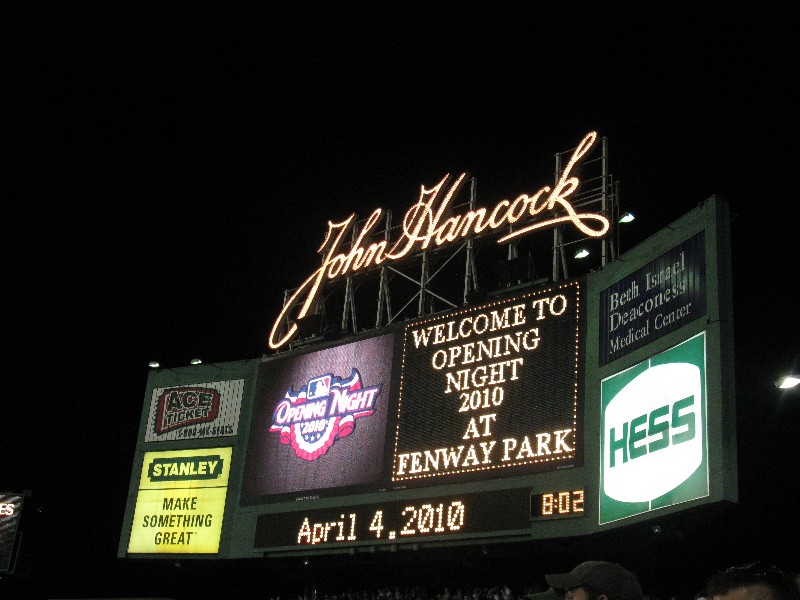 John Hancock
Beth Israel
Deaconess
Medical Center
WELCOME TO
OPENING
NIGHT
2010
AT
FENWAY PARK
OPENING NIGHT
2010
ACE
TICKET
STANLEY
MAKE
SOMETHING
GREAT
HESS
April 4, 2010
8:02